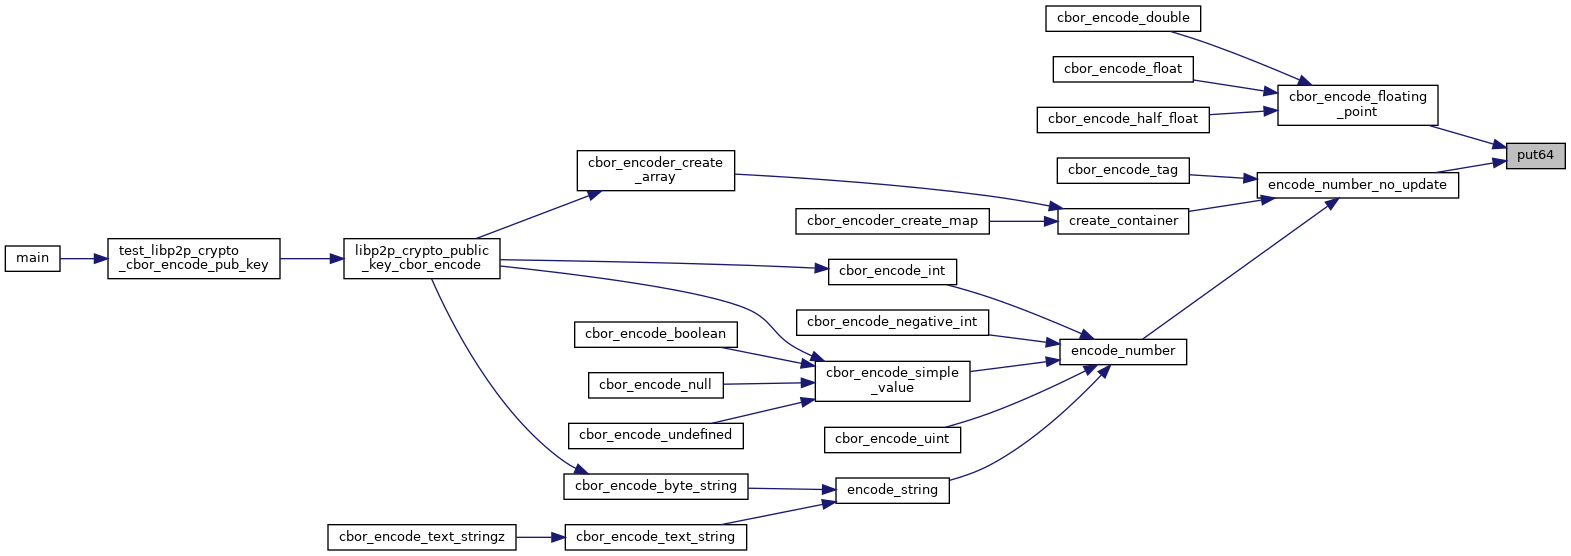 cbor_encode_double
cbor_encode_float
cbor_encode_floating
_point
cbor_encode_half_float
put64
cbor_encoder_create
_array
cbor_encode_tag
encode_number_no_update
cbor_encoder_create_map
create_container
main
test_libp2p_crypto
_cbor_encode_pub_key
libp2p_crypto_public
_key_cbor_encode
cbor_encode_int
cbor_encode_negative_int
cbor_encode_boolean
encode_number
cbor_encode_null
cbor_encode_simple
_value
cbor_encode_undefined
cbor_encode_uint
cbor_encode_byte_string
encode_string
cbor_encode_text_stringz
cbor_encode_text_string